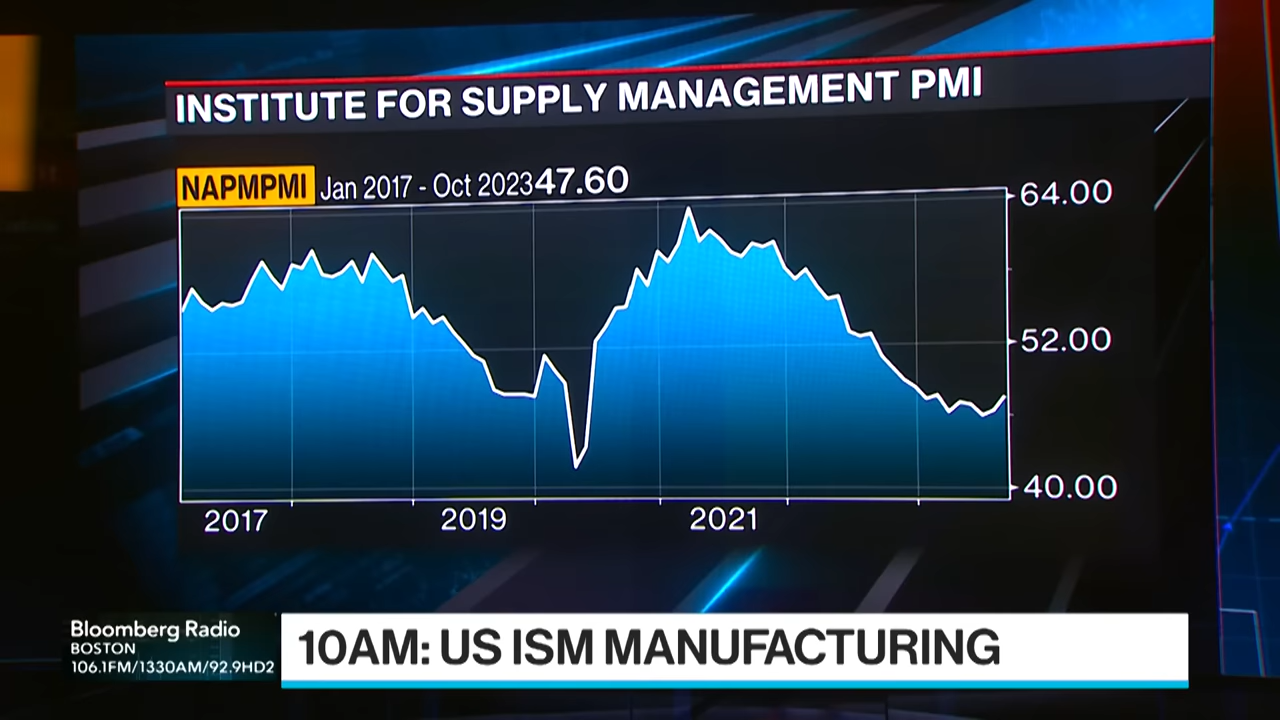 INSTITUTE FOR SUPPLY MANAGEMENT PMI
NAPMPMI Jan 2017 - Oct 2023 47.60
64.00
52.00
40.00
2017 2019 2021
Bloomberg Radio
BOSTON
106.1FM/1330AM/92.9HD2
10AM: US ISM MANUFACTURING